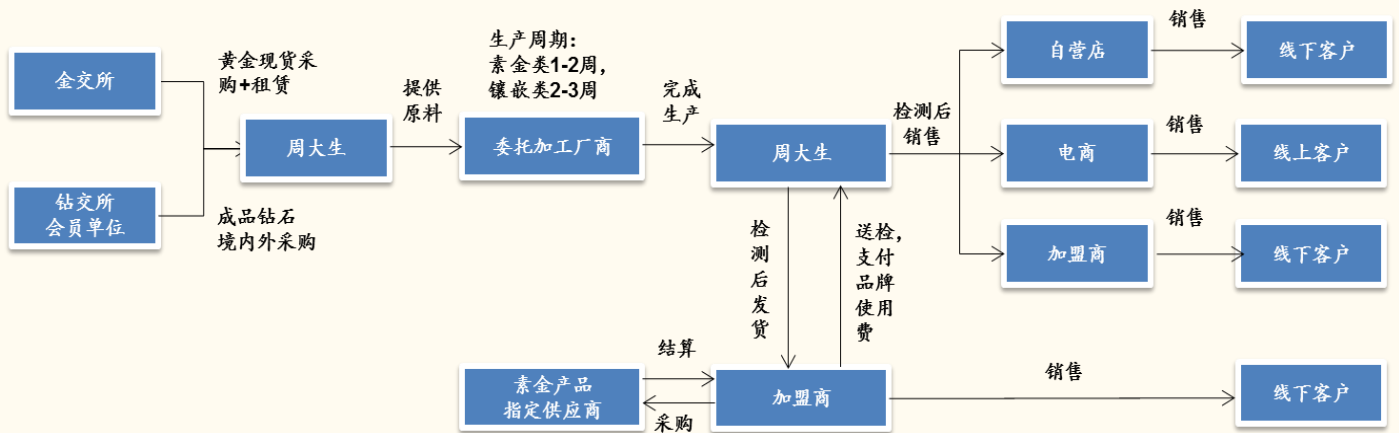 金交所
黄金现货采
购+租赁
钻交所
会员单位
成品钻石
境内外采购
周大生
提供
原料
生产周期：
素金类1-2周，
镶嵌类2-3周
委托加工厂商
完成
生产
周大生
检测后
销售
自营店
销售
线下客户
电商
销售
线上客户
加盟商
销售
线下客户
检
测
后
发
货
送检，
支付
品牌
使用
费
素金产品
指定供应商
结算
采购
加盟商
销售
线下客户